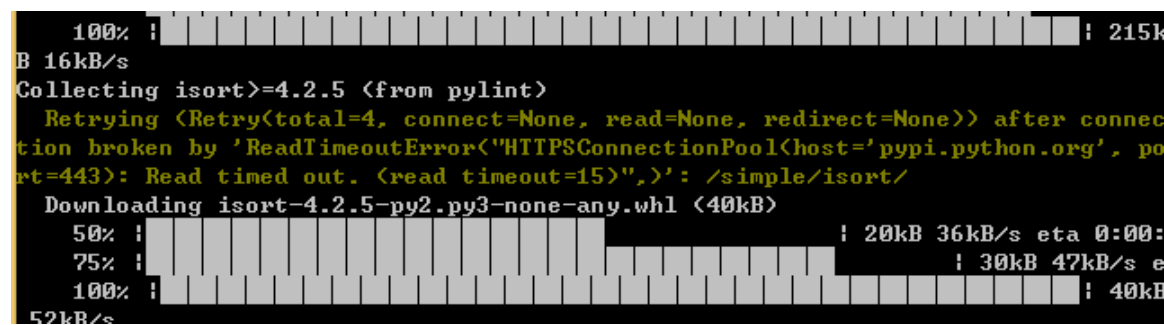 100% | | 215k
B 16kB/s
Collecting isort>=4.2.5 (from pylint)
Retrying (Retry(total=4, connect=None, read=None, redirect=None)) after connec
tion broken by 'ReadTimeoutError("HTTPSConnectionPool(host='pypi.python.org', po
rt=443): Read timed out. (read timeout=15)",)': /simple/isort/
Downloading isort-4.2.5-py2.py3-none-any.whl (40kB)
50% | | 20kB 36kB/s eta 0:00:
75% | | 30kB 47kB/s e
100% | | 40kB
52kB/s